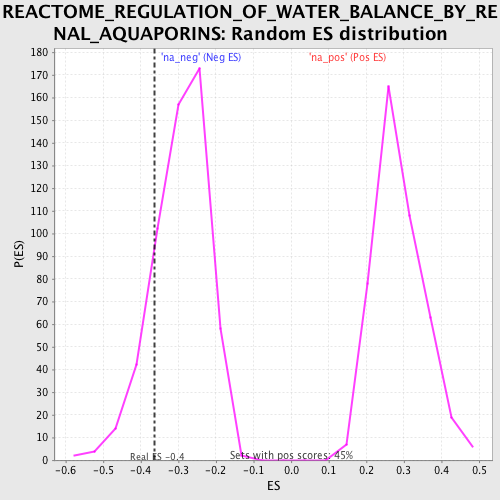 REACTOME_REGULATION_OF_WATER_BALANCE_BY_RE
NAL_AQUAPORINS: Random ES distribution
'na_neg' (Neg ES)
'na_pos' (Pos ES)
180
170
160
150
140
130
120
110
100
90
80
70
60
50
40
30
20
10
0
P(ES)
Real ES -0.4
Sets with pos scores: 45%
-0.6 -0.5 -0.4 -0.3 -0.2 -0.1 0.0 0.1 0.2 0.3 0.4 0.5
ES